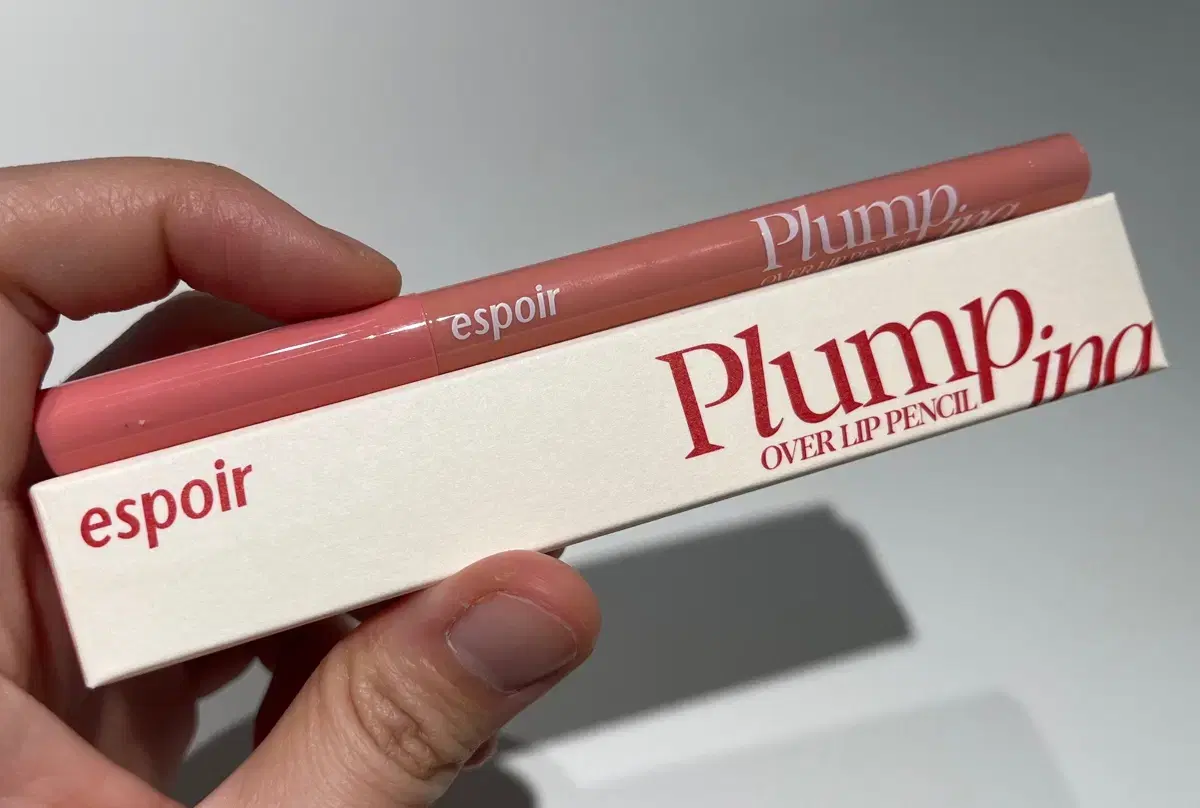 espoir
Plumping
OVER LIP PENCIL
espoir
Plumping
OVER LIP PENCIL